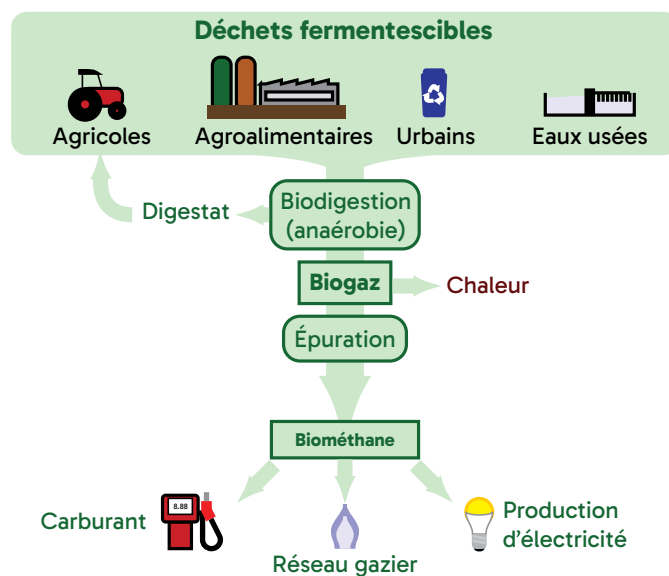 Déchets fermentescibles
Agricoles
Agroalimentaires
Urbains
Eaux usées
Digestat
Biodigestion
(anaérobie)
Biogaz
Chaleur
Épuration
Biométhane
Carburant
8.88
Réseau gazier
Production
d'électricité